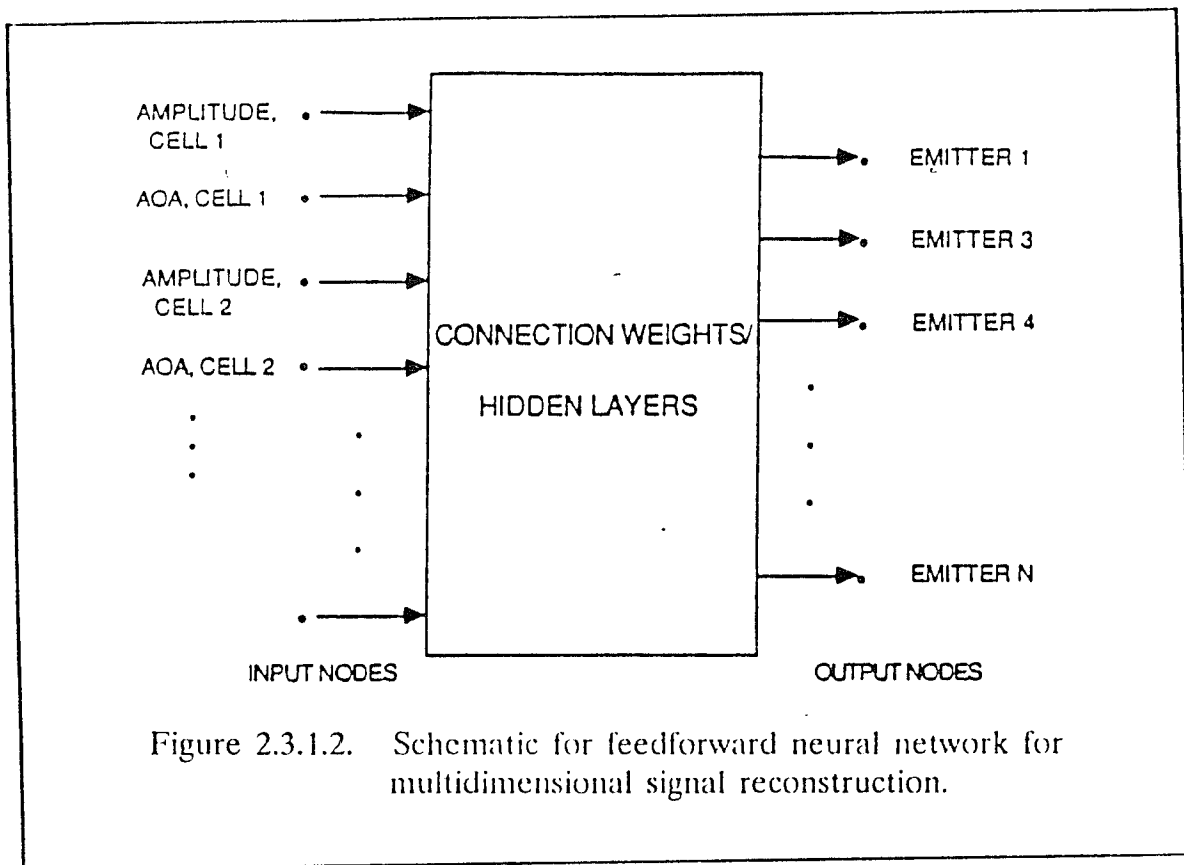 AMPLITUDE,
CELL 1
AOA, CELL 1
AMPLITUDE,
CELL 2
AOA, CELL 2
INPUT NODES
CONNECTION WEIGHTS/
HIDDEN LAYERS
EMITTER 1
EMITTER 3
EMITTER 4
EMITTER N
OUTPUT NODES
Figure 2.3.1.2. Schematic for feedforward neural network for
multidimensional signal reconstruction.